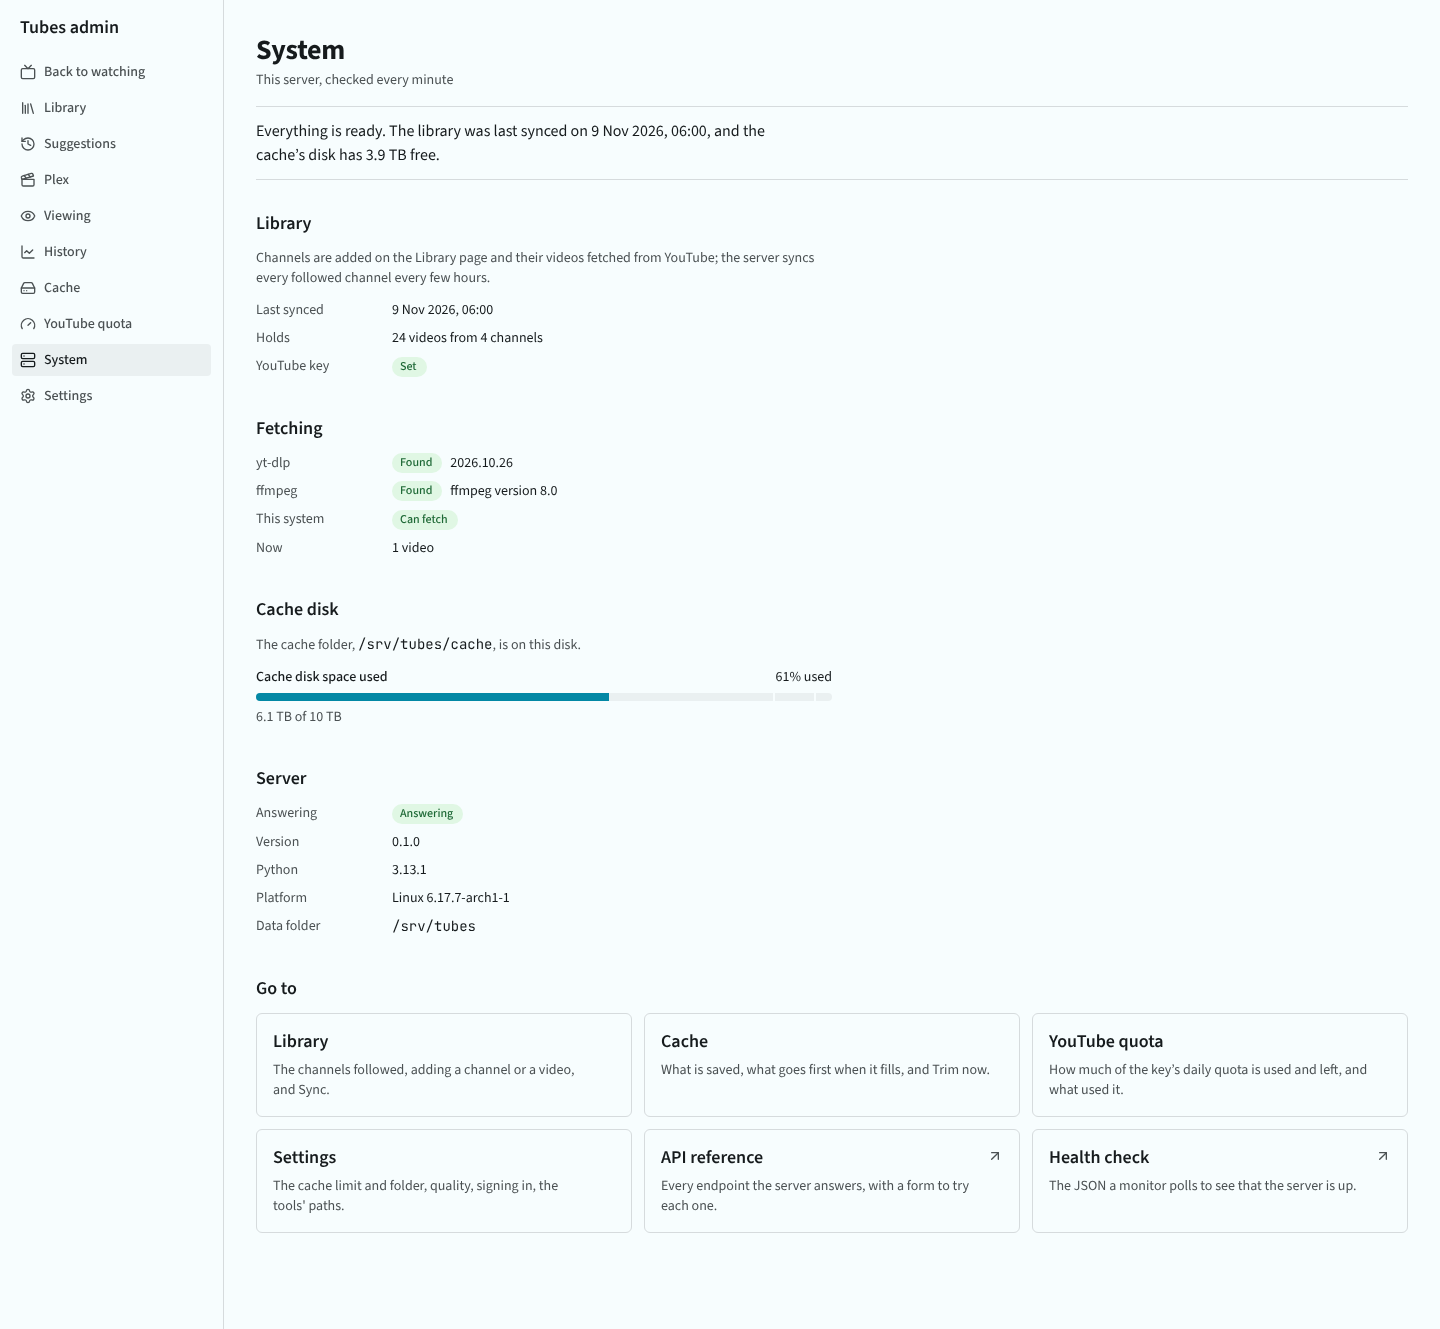 Tubes admin
Back to watching
Library
Suggestions
Plex
Viewing
History
Cache
YouTube quota
System
Settings
System
This server, checked every minute
Everything is ready. The library was last synced on 9 Nov 2026, 06:00, and the
cache’s disk has 3.9 TB free.
Library
Channels are added on the Library page and their videos fetched from YouTube; the server syncs
every followed channel every few hours.
Last synced 9 Nov 2026, 06:00
Holds 24 videos from 4 channels
YouTube key Set
Fetching
yt-dlp Found 2026.10.26
ffmpeg Found ffmpeg version 8.0
This system Can fetch
Now 1 video
Cache disk
The cache folder, /srv/tubes/cache, is on this disk.
Cache disk space used 61% used
6.1 TB of 10 TB
Server
Answering Answering
Version 0.1.0
Python 3.13.1
Platform Linux 6.17.7-arch1-1
Data folder /srv/tubes
Go to
Library
The channels followed, adding a channel or a video,
and Sync.
Cache
What is saved, what goes first when it fills, and Trim now.
YouTube quota
How much of the key’s daily quota is used and left, and
what used it.
Settings
The cache limit and folder, quality, signing in, the
tools' paths.
API reference
Every endpoint the server answers, with a form to try
each one.
Health check
The JSON a monitor polls to see that the server is up.